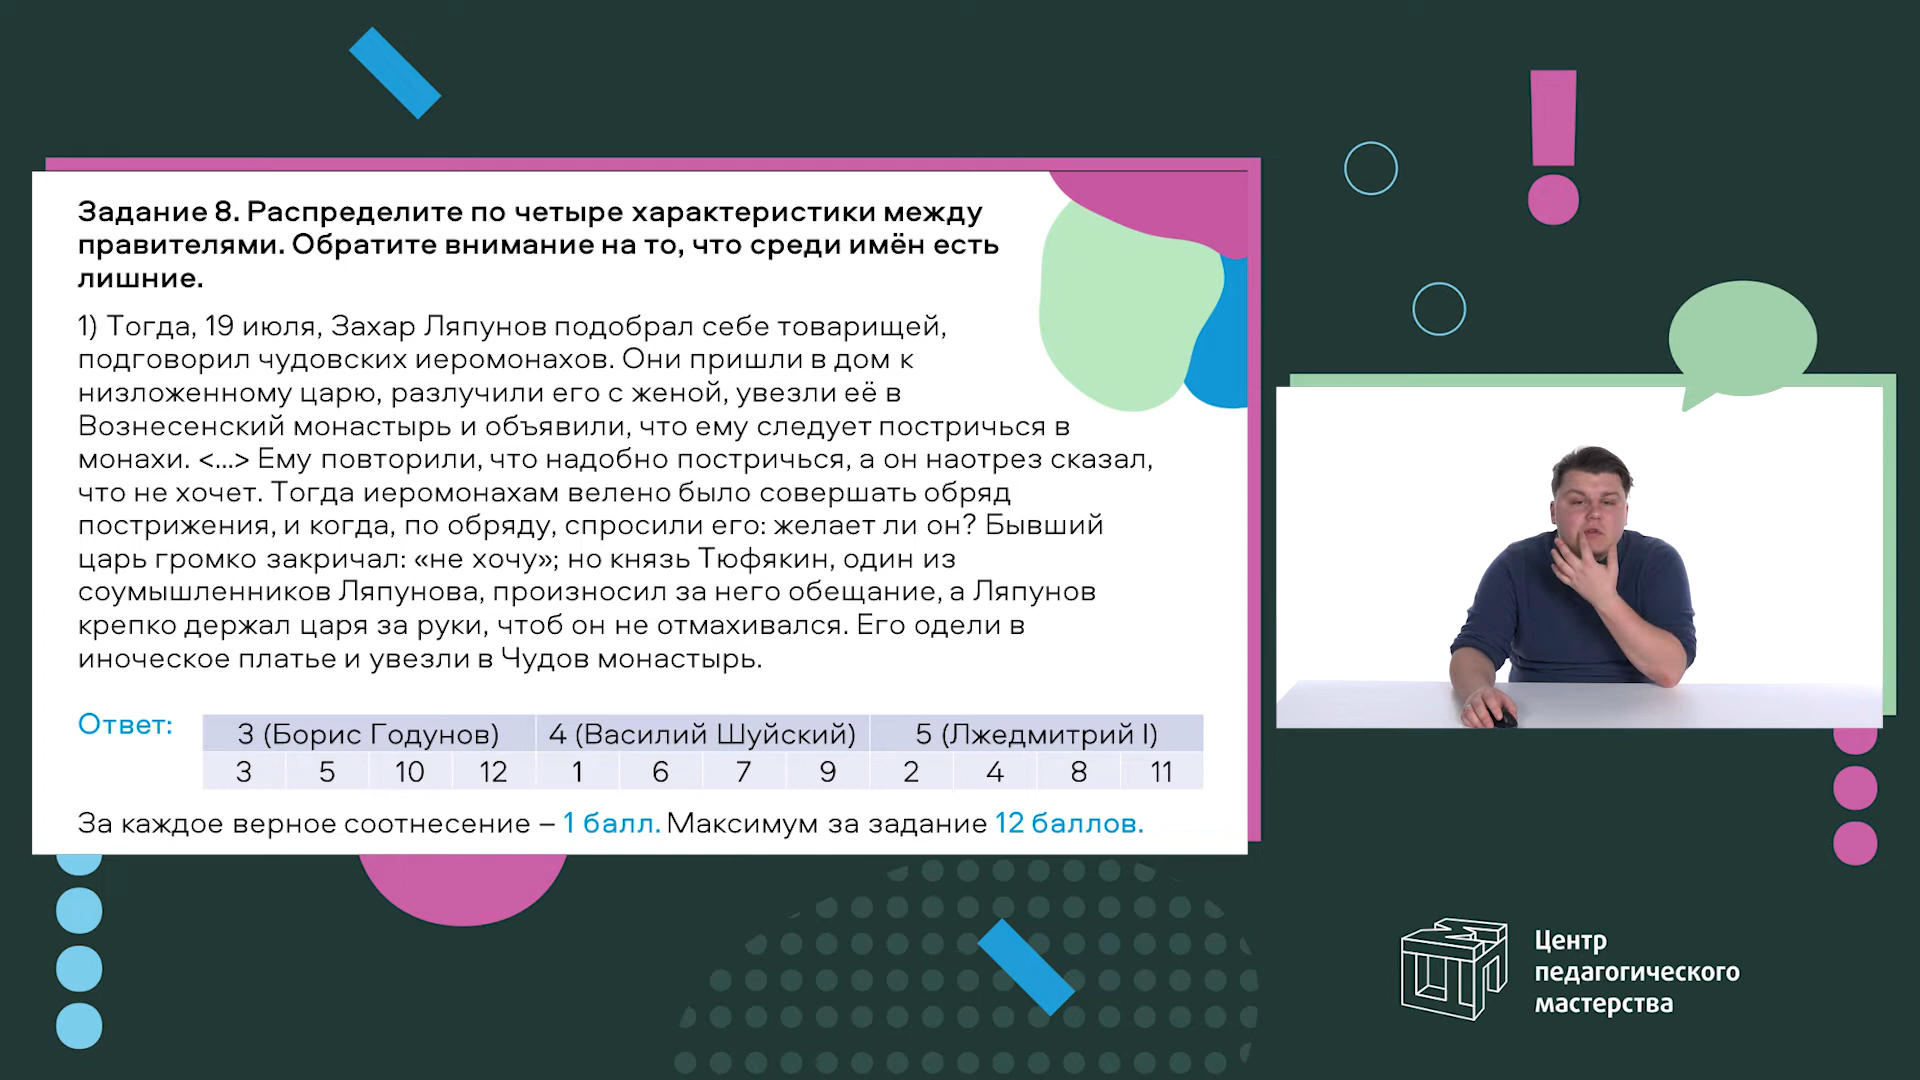 Задание 8. Распределите по четыре характеристики между
правителями. Обратите внимание на то, что среди имён есть
лишние.
1) Тогда, 19 июля, Захар Ляпунов подобрал себе товарищей,
подговорил чудовских иеромонахов. Они пришли в дом к
низложенному царю, разлучили его с женой, увезли её в
Вознесенский монастырь и объявили, что ему следует постричься в
монахи. <...> Ему повторили, что надобно постричься, а он наотрез сказал,
что не хочет. Тогда иеромонахам велено было совершать обряд
пострижения, и когда, по обряду, спросили его: желает ли он? Бывший
царь громко закричал: «не хочу»; но князь Тюфякин, один из
соумышленников Ляпунова, произносил за него обещание, а Ляпунов
крепко держал царя за руки, чтоб он не отмахивался. Его одели в
иноческое платье и увезли в Чудов монастырь.
Ответ:
3 (Борис Годунов) 4 (Василий Шуйский) 5 (Лжедмитрий I)
3 5 10 12 1 6 7 9 2 4 8 11
За каждое верное соотнесение – 1 балл. Максимум за задание 12 баллов.
Центр
педагогического
мастерства